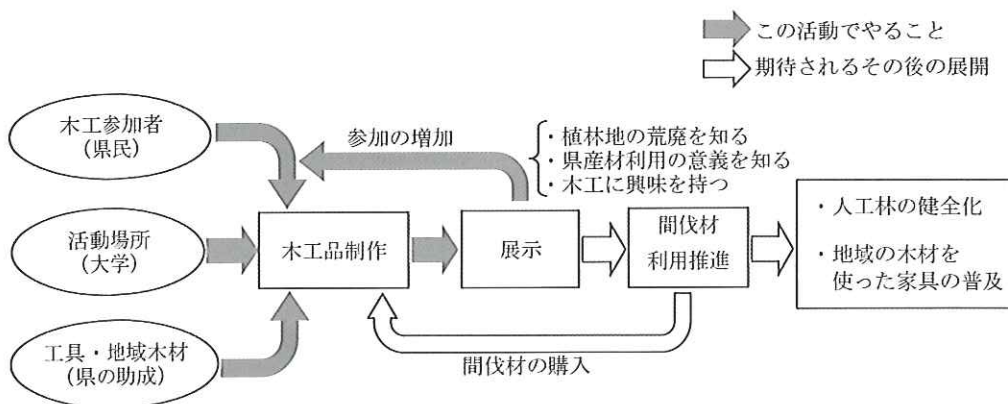 この活動でやること
期待されるその後の展開
木工参加者
(県民)
参加の増加
・植林地の荒廃を知る
・県産材利用の意義を知る
・木工に興味を持つ
活動場所
(大学)
木工品制作
展示
間伐材
利用推進
・人工林の健全化
・地域の木材を
使った家具の普及
工具・地域木材
(県の助成)
間伐材の購入